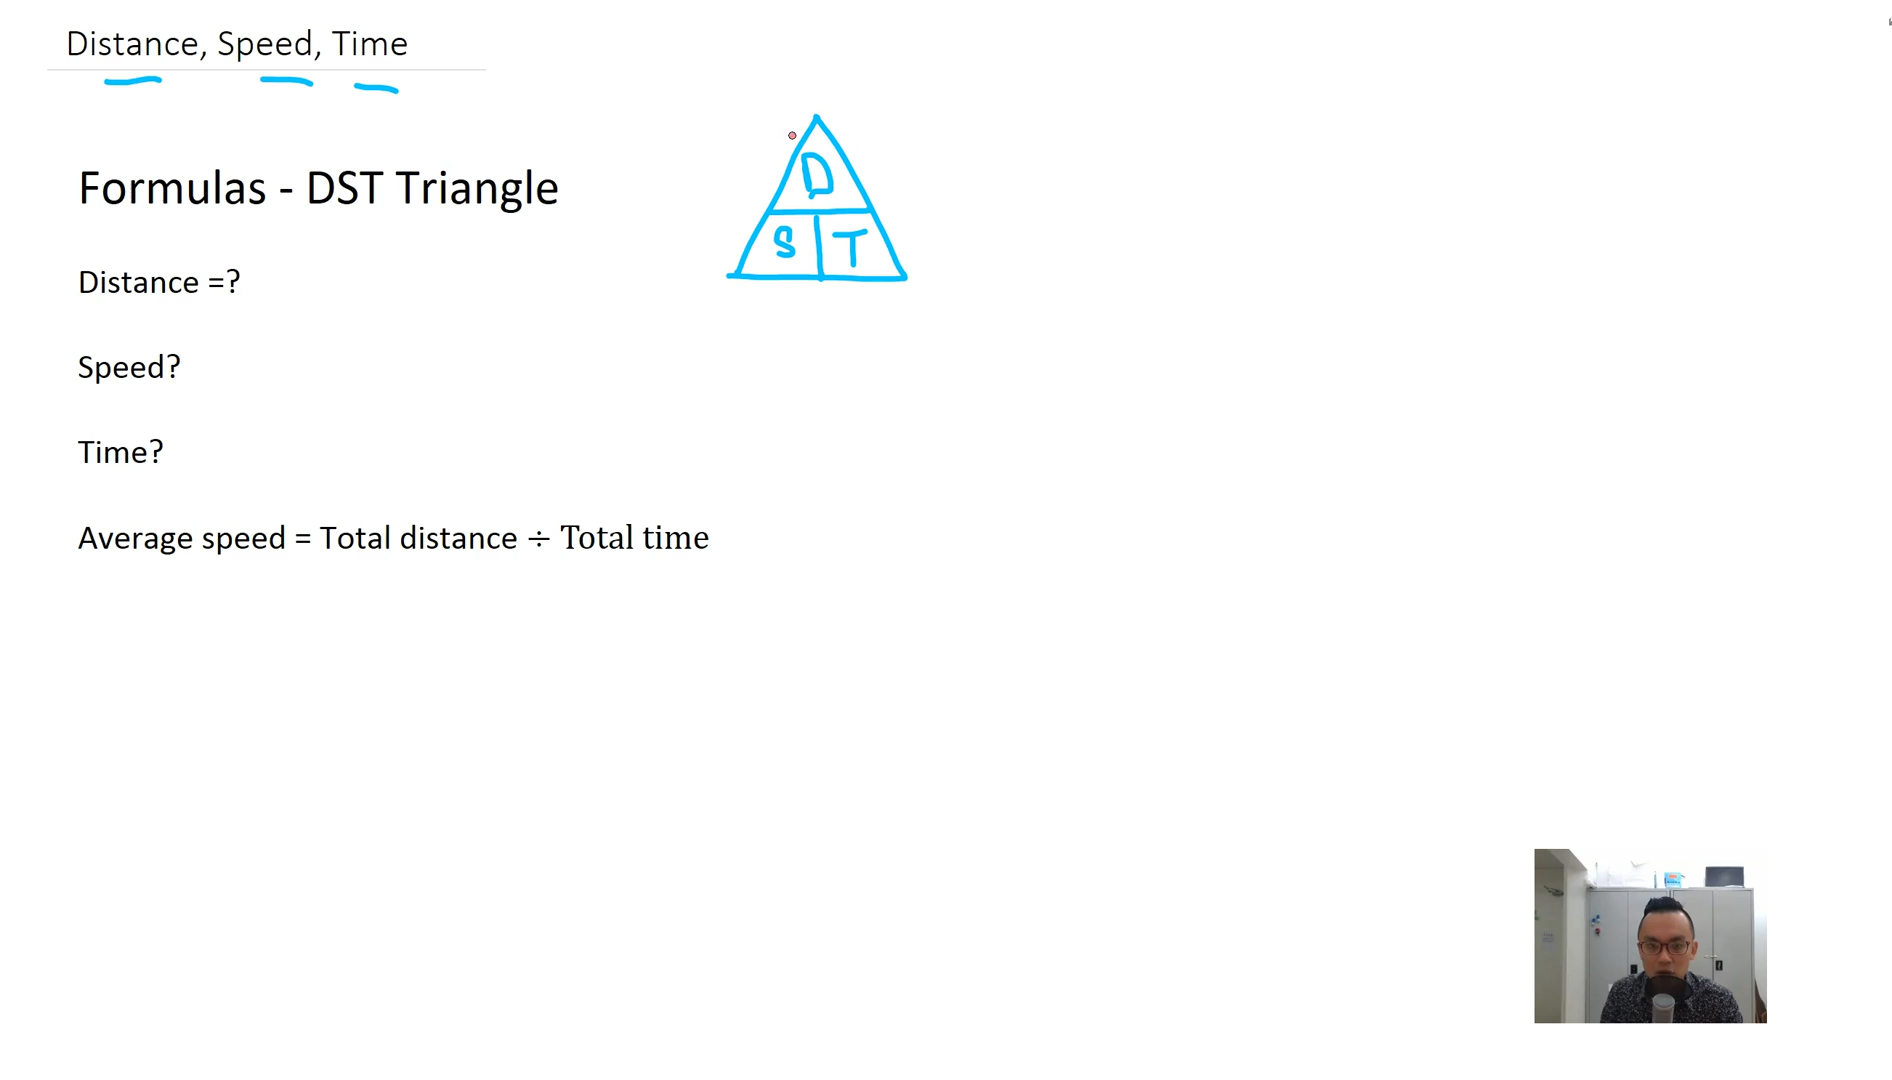 Distance, Speed, Time
Formulas - DST Triangle
D
S T
Distance =?
Speed?
Time?
Average speed = Total distance ÷ Total time